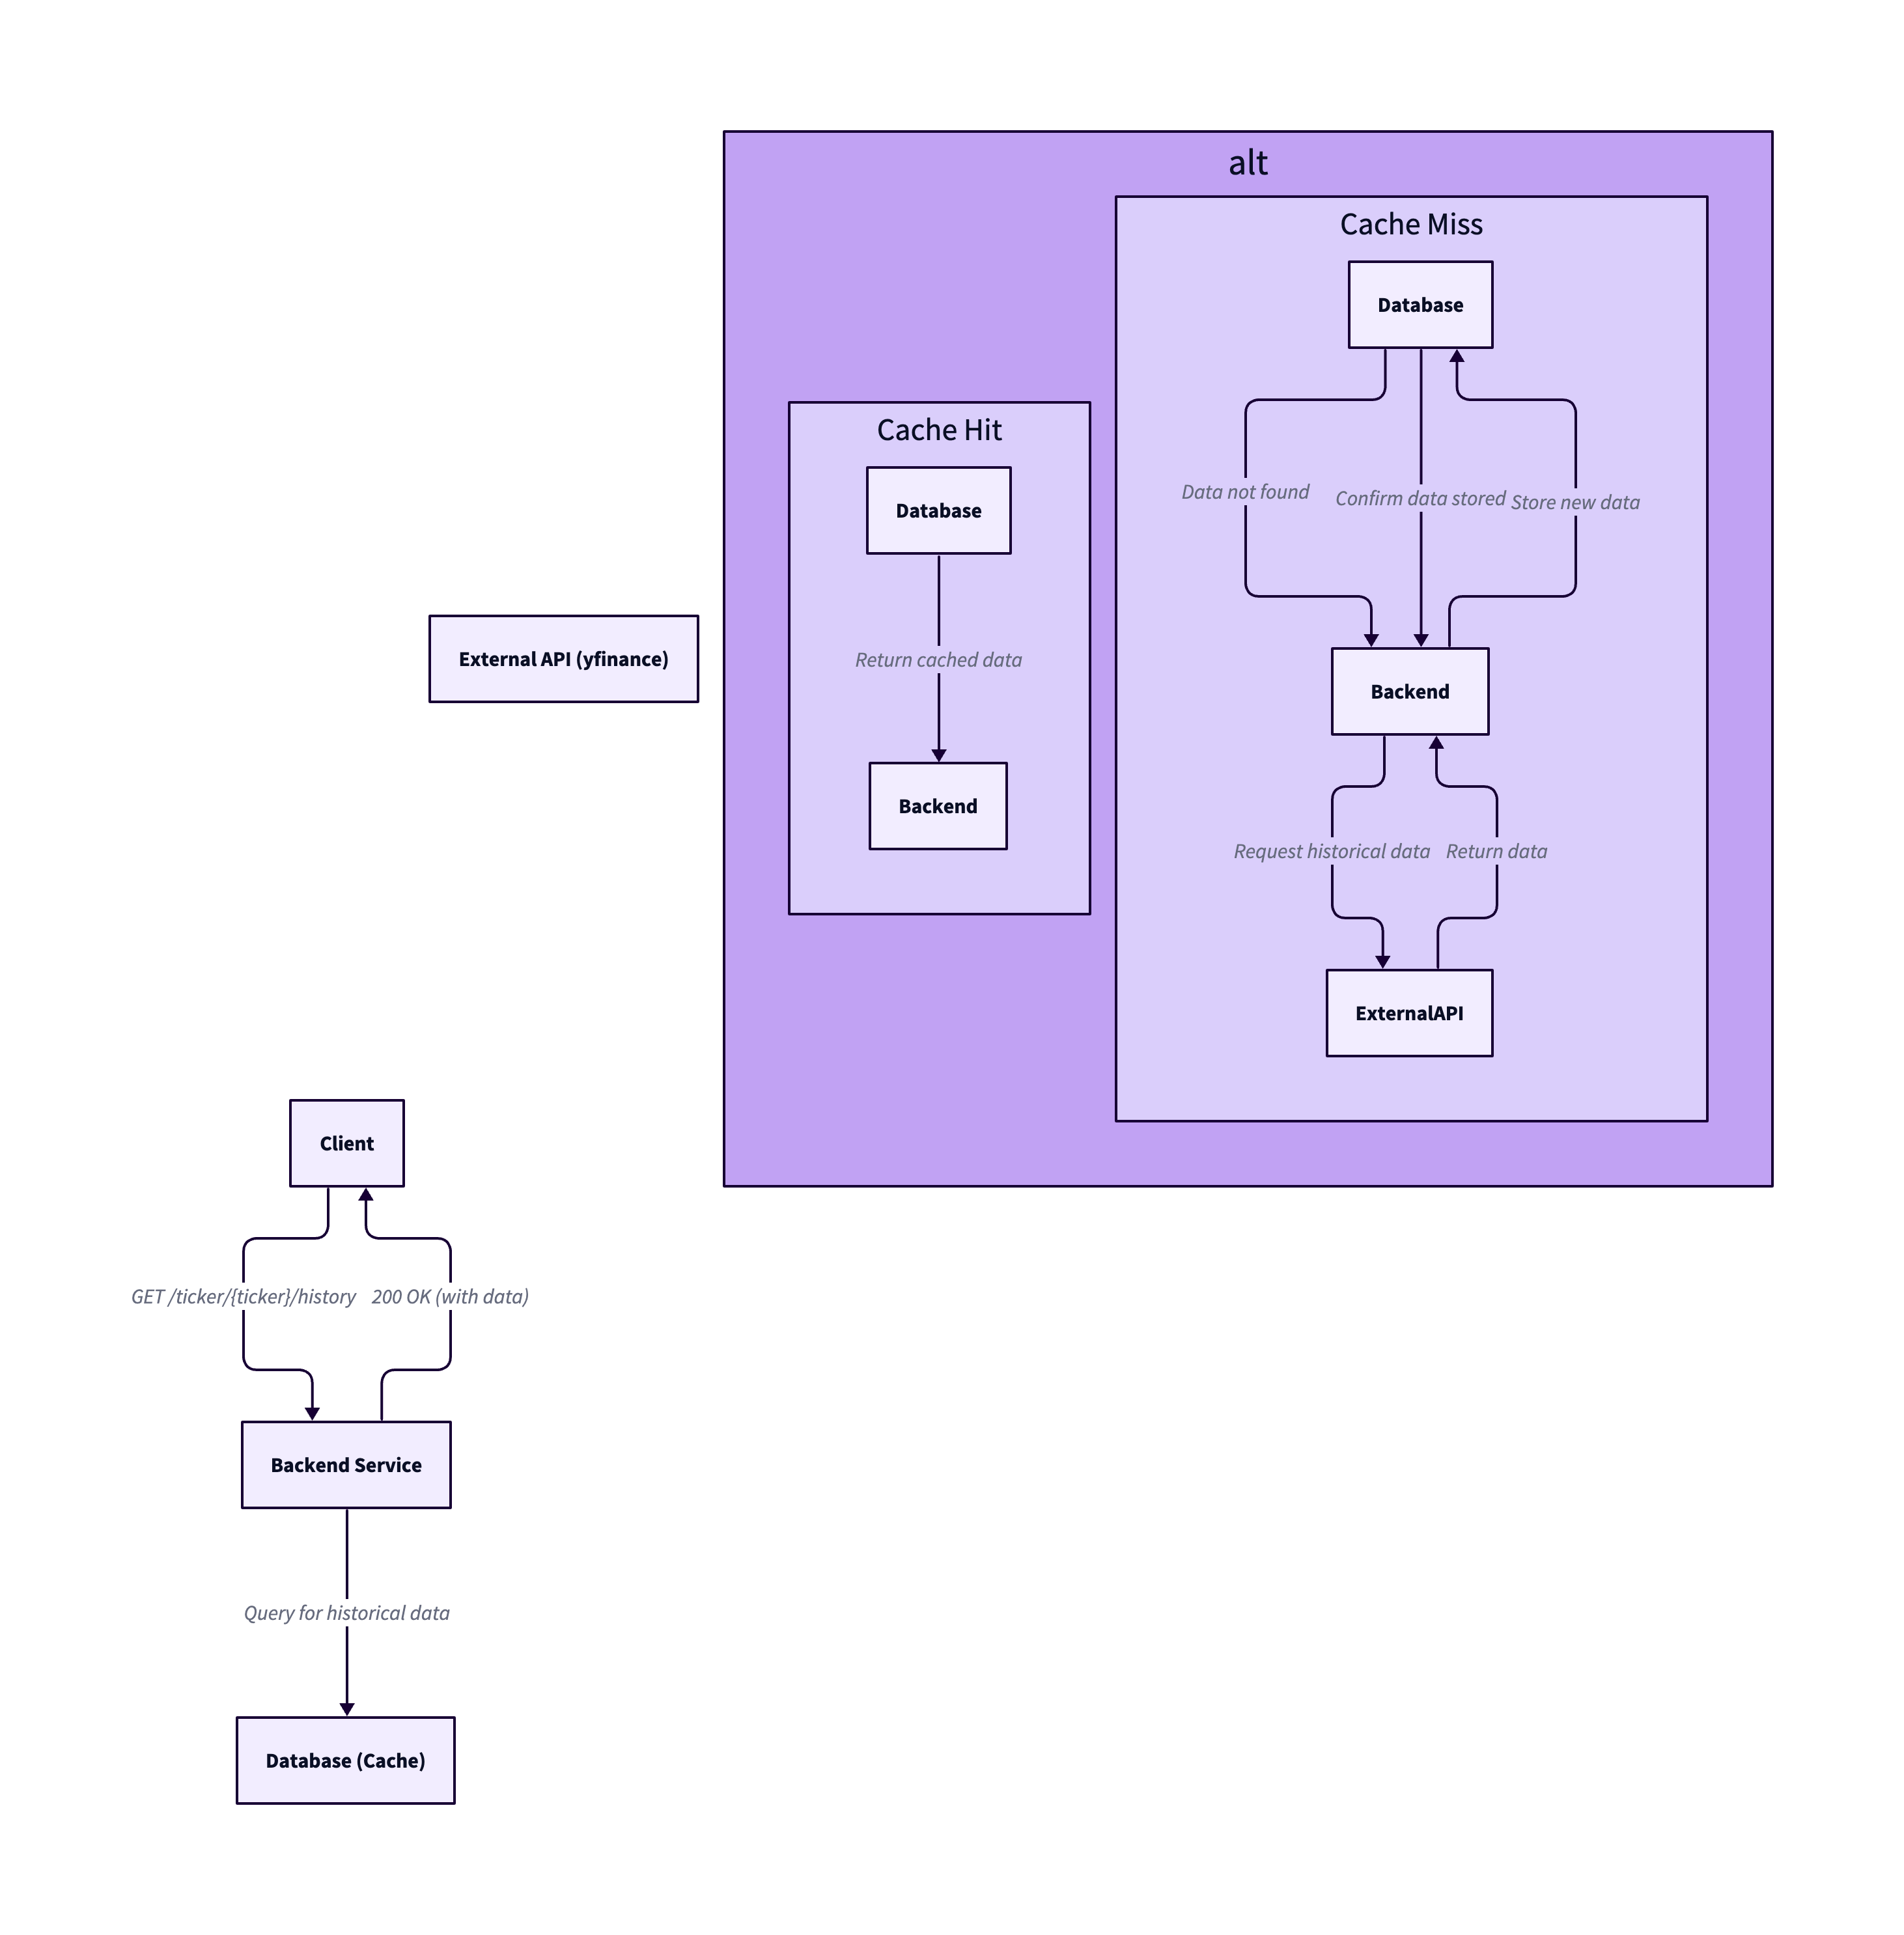 alt
Cache Miss
Database
Data not found
Confirm data stored
Store new data
Backend
Request historical data
Return data
ExternalAPI
Cache Hit
Database
Return cached data
Backend
External API (yfinance)
Client
GET /ticker/{ticker}/history
200 OK (with data)
Backend Service
Query for historical data
Database (Cache)